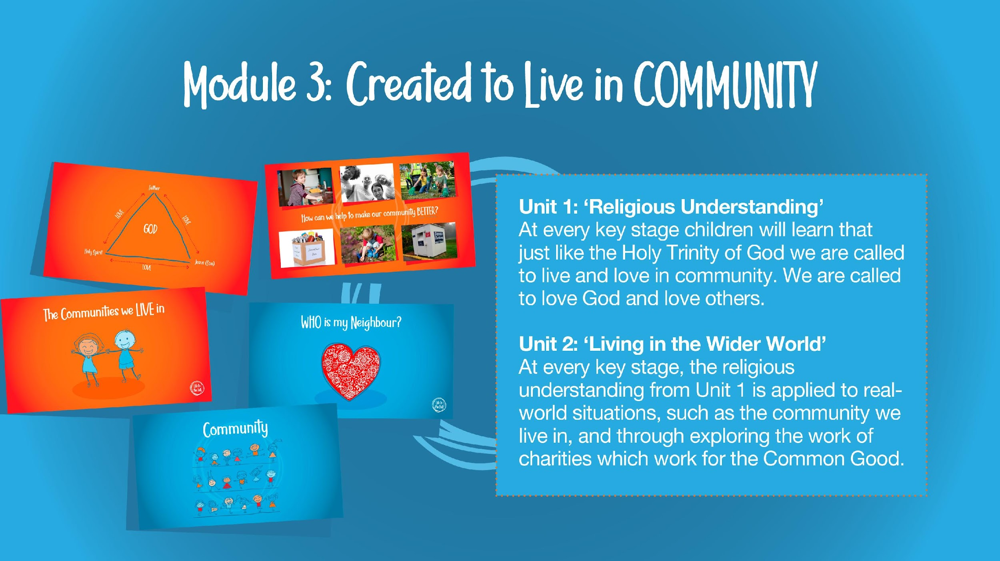 Module 3: Created to Live in COMMUNITY
Father
LOVE
LOVE
GOD
Holy Spirit
Jesus (Son)
LOVE
How can we help to make our community BETTER?
Donation
Box
Donate
Clothing
The Communities we LIVE in
Life to
the Full
WHO is my Neighbour?
Life to
the Full
Community
Unit 1: ‘Religious Understanding’
At every key stage children will learn that
just like the Holy Trinity of God we are called
to live and love in community. We are called
to love God and love others.
Unit 2: ‘Living in the Wider World’
At every key stage, the religious
understanding from Unit 1 is applied to real-
world situations, such as the community we
live in, and through exploring the work of
charities which work for the Common Good.